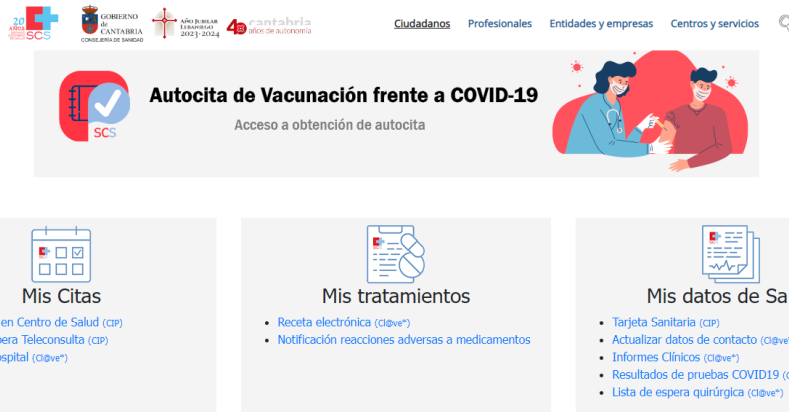 20
AÑOS
SCS
GOBIERNO
de
CANTABRIA
CONSEJERÍA DE SANIDAD
AÑO JUBILAR
LEBANIEGO
2023-2024
40 cantabria
años de autonomía
Ciudadanos Profesionales Entidades y empresas Centros y servicios
Autocita de Vacunación frente a COVID-19
Acceso a obtención de autocita
SCS
Mis Citas
en Centro de Salud (CIP)
pera Teleconsulta (CIP)
ospital (Cl@ve*)
Mis tratamientos
• Receta electrónica (Cl@ve*)
• Notificación reacciones adversas a medicamentos
Mis datos de Sa
• Tarjeta Sanitaria (CIP)
• Actualizar datos de contacto (Cl@ve*
• Informes Clínicos (Cl@ve*)
• Resultados de pruebas COVID19 (C
• Lista de espera quirúrgica (Cl@ve*)